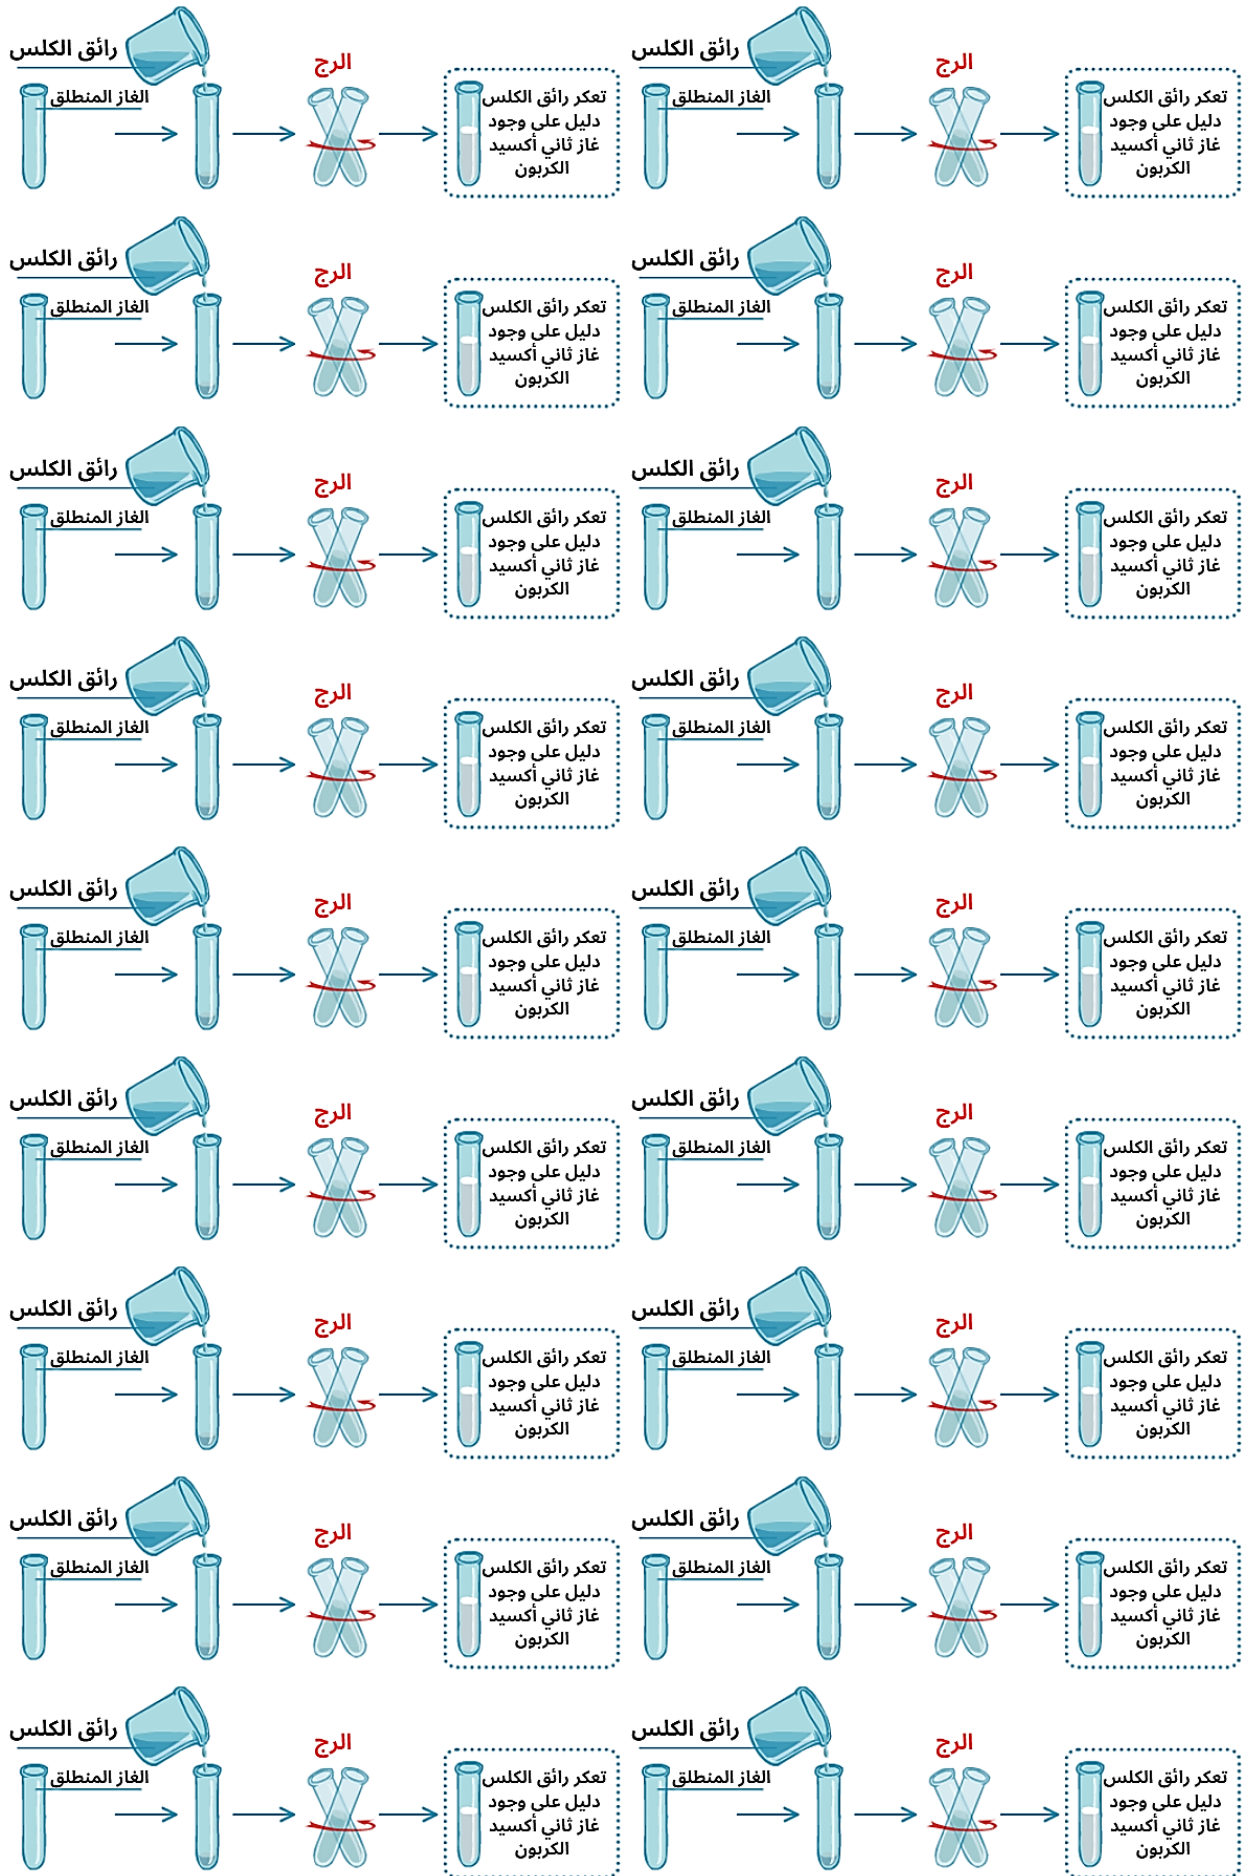 رائق الكلس
الغاز المنطلق
الرج
تعكر رائق الكلس
دليل على وجود
غاز ثاني أكسيد
الكربون
رائق الكلس
الغاز المنطلق
الرج
تعكر رائق الكلس
دليل على وجود
غاز ثاني أكسيد
الكربون
رائق الكلس
الغاز المنطلق
الرج
تعكر رائق الكلس
دليل على وجود
غاز ثاني أكسيد
الكربون
رائق الكلس
الغاز المنطلق
الرج
تعكر رائق الكلس
دليل على وجود
غاز ثاني أكسيد
الكربون
رائق الكلس
الغاز المنطلق
الرج
تعكر رائق الكلس
دليل على وجود
غاز ثاني أكسيد
الكربون
رائق الكلس
الغاز المنطلق
الرج
تعكر رائق الكلس
دليل على وجود
غاز ثاني أكسيد
الكربون
رائق الكلس
الغاز المنطلق
الرج
تعكر رائق الكلس
دليل على وجود
غاز ثاني أكسيد
الكربون
رائق الكلس
الغاز المنطلق
الرج
تعكر رائق الكلس
دليل على وجود
غاز ثاني أكسيد
الكربون
رائق الكلس
الغاز المنطلق
الرج
تعكر رائق الكلس
دليل على وجود
غاز ثاني أكسيد
الكربون
رائق الكلس
الغاز المنطلق
الرج
تعكر رائق الكلس
دليل على وجود
غاز ثاني أكسيد
الكربون
رائق الكلس
الغاز المنطلق
الرج
تعكر رائق الكلس
دليل على وجود
غاز ثاني أكسيد
الكربون
رائق الكلس
الغاز المنطلق
الرج
تعكر رائق الكلس
دليل على وجود
غاز ثاني أكسيد
الكربون
رائق الكلس
الغاز المنطلق
الرج
تعكر رائق الكلس
دليل على وجود
غاز ثاني أكسيد
الكربون
رائق الكلس
الغاز المنطلق
الرج
تعكر رائق الكلس
دليل على وجود
غاز ثاني أكسيد
الكربون
رائق الكلس
الغاز المنطلق
الرج
تعكر رائق الكلس
دليل على وجود
غاز ثاني أكسيد
الكربون
رائق الكلس
الغاز المنطلق
الرج
تعكر رائق الكلس
دليل على وجود
غاز ثاني أكسيد
الكربون
رائق الكلس
الغاز المنطلق
الرج
تعكر رائق الكلس
دليل على وجود
غاز ثاني أكسيد
الكربون
رائق الكلس
الغاز المنطلق
الرج
تعكر رائق الكلس
دليل على وجود
غاز ثاني أكسيد
الكربون